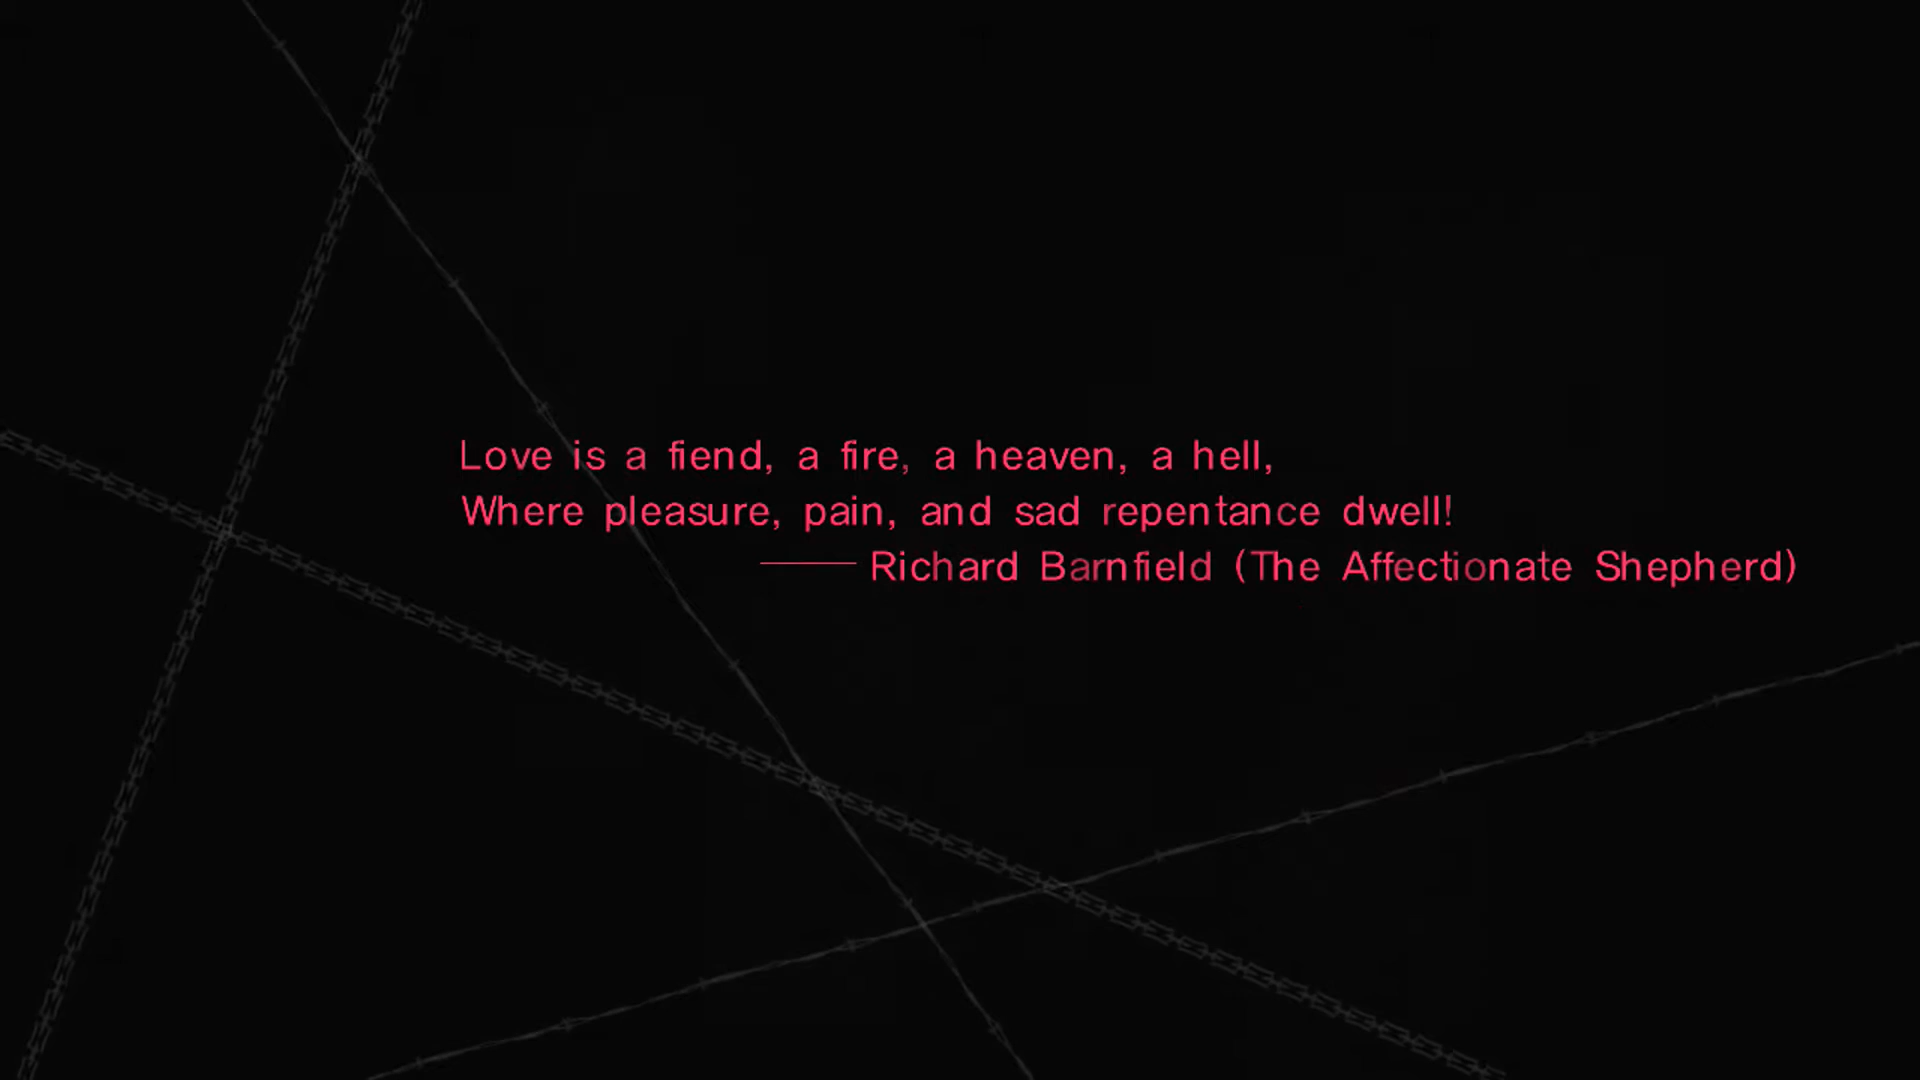 Love is a fiend, a fire, a heaven, a hell,
Where pleasure, pain, and sad repentance dwell!
——Richard Barnfield (The Affectionate Shepherd)